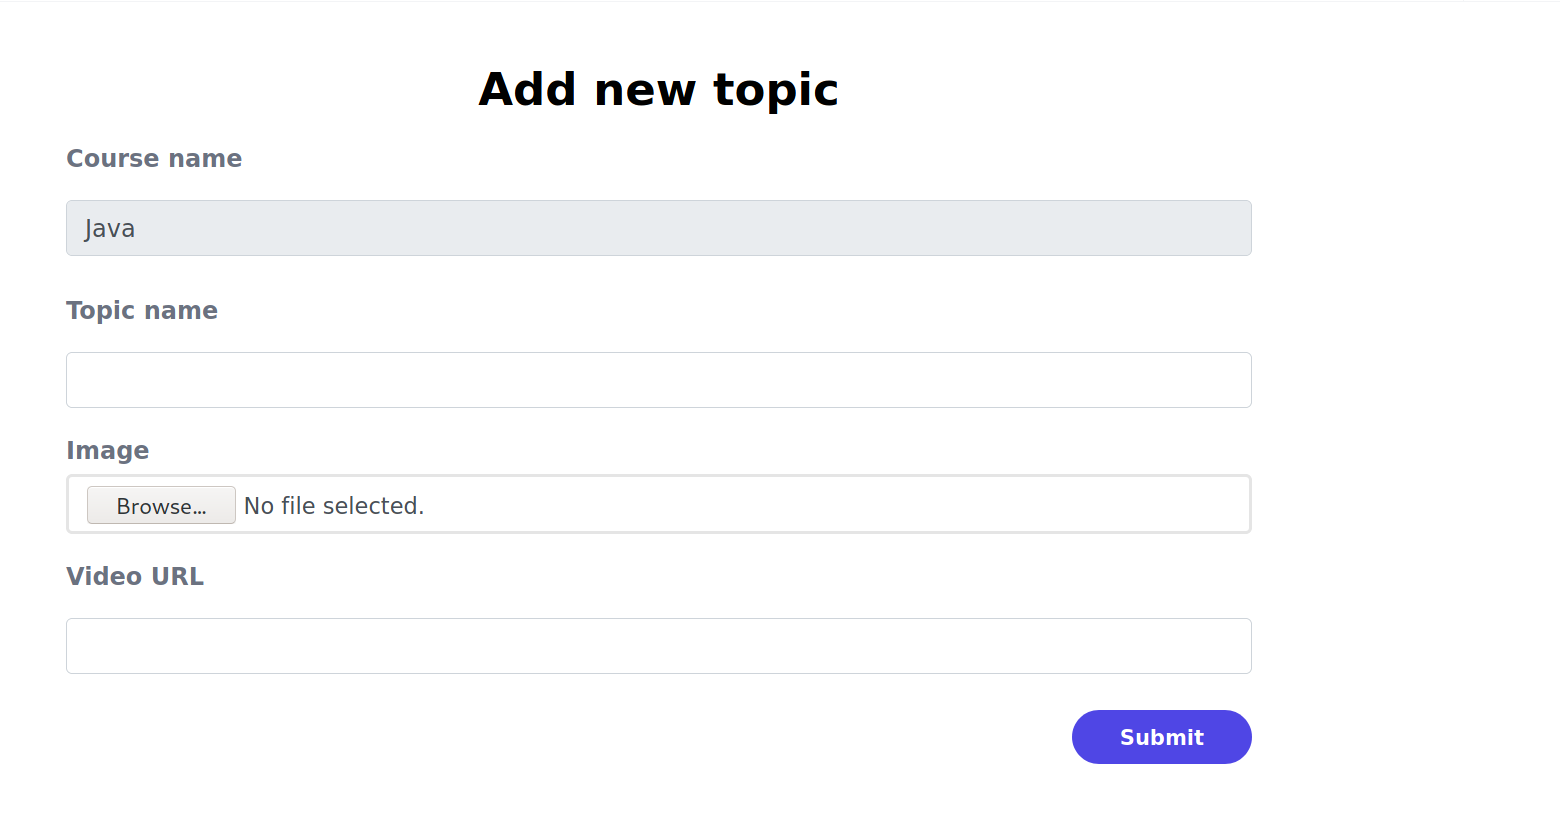 Add new topic
Course name
Java
Topic name
Image
Browse... No file selected.
Video URL
Submit